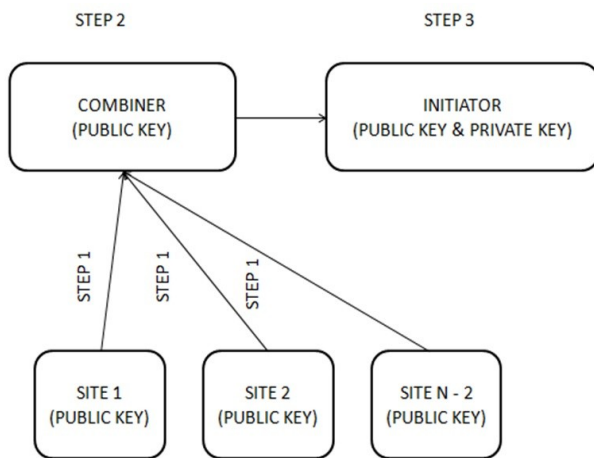 STEP 2
STEP 3
COMBINER
(PUBLIC KEY)
INITIATOR
(PUBLIC KEY & PRIVATE KEY)
STEP 1
STEP 1
STEP 1
SITE 1
(PUBLIC KEY)
SITE 2
(PUBLIC KEY)
SITE N - 2
(PUBLIC KEY)